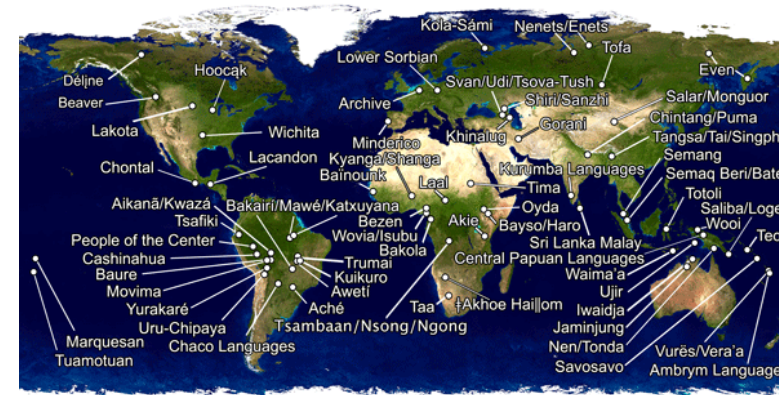 Kola-Sámi
Nenets/Enets
Tofa
Lower Sorbian
Even
Délįne
Hoocąk
Svan/Udi/Tsova-Tush
Beaver
Archive
Shiri/Sanzhi
Salar/Monguor
Lakota
Wichita
Khinalug
Gorani
Chintang/Puma
Minderico
Tangsa/Tai/Singph
Kyanga/Shanga
Semang
Chontal
Lacandon
Baïnounk
Kurumba Languages
Semaq Beri/Bate
Laal
Tima
Aikanã/Kwazá
Bakairi/Mawé/Katxuyana
Totoli
Tsafiki
Bezen
Oyda
Saliba/Loge
People of the Center
Wovia/Isubu
Akie
Bayso/Haro
Wooi
Cashinahua
Trumai
Bakola
Sri Lanka Malay
Teo
Baure
Kuikuro
Central Papuan Languages
Movima
Awetí
Waima'a
Yurakaré
Aché
Taa
ǂAkhoe Haiǁom
Ujir
Uru-Chipaya
Tsambaan/Nsong/Ngong
Iwaidja
Marquesan
Chaco Languages
Jaminjung
Tuamotuan
Nen/Tonda
Vurës/Vera'a
Savosavo
Ambrym Language